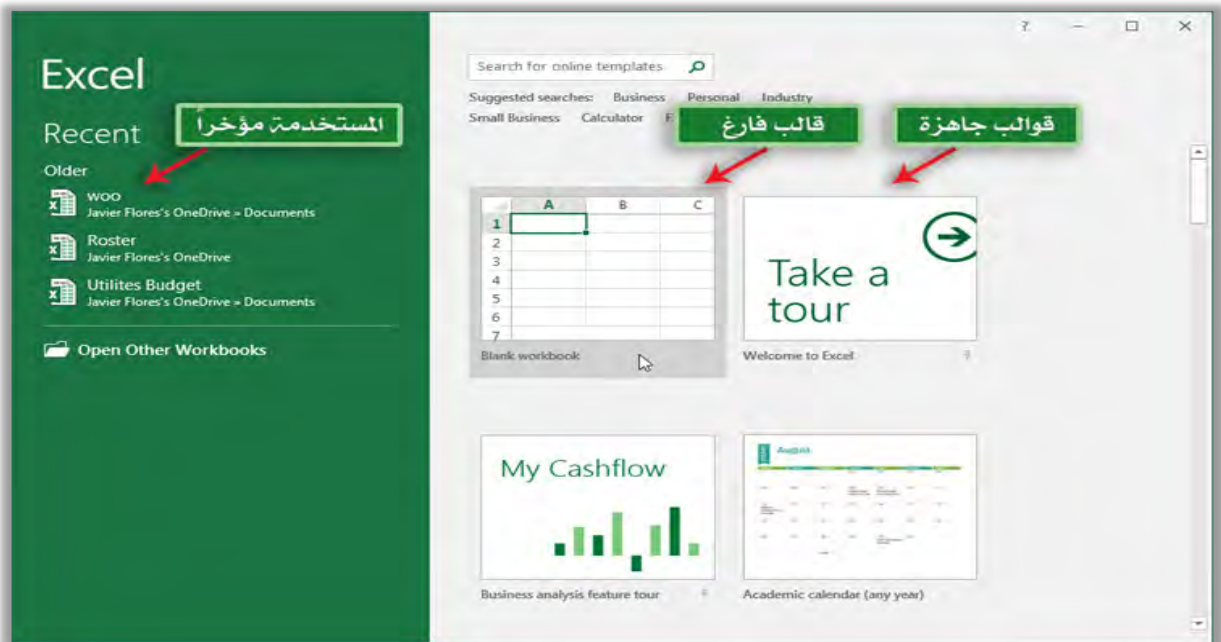 Excel
Recent
المستخدمة مؤخراً
Older
woo
Javier Flores's OneDrive » Documents
Roster
Javier Flores's OneDrive
Utilites Budget
Javier Flores's OneDrive » Documents
Open Other Workbooks
?
Search for online templates
Suggested searches: Business Personal Industry
Small Business Calculator
قالب فارغ
قوالب جاهزة
A B C
1
2
3
4
5
6
7
Blank workbook
Take a
tour
Welcome to Excel
My Cashflow
Business analysis feature tour
August
Academic calendar (any year)